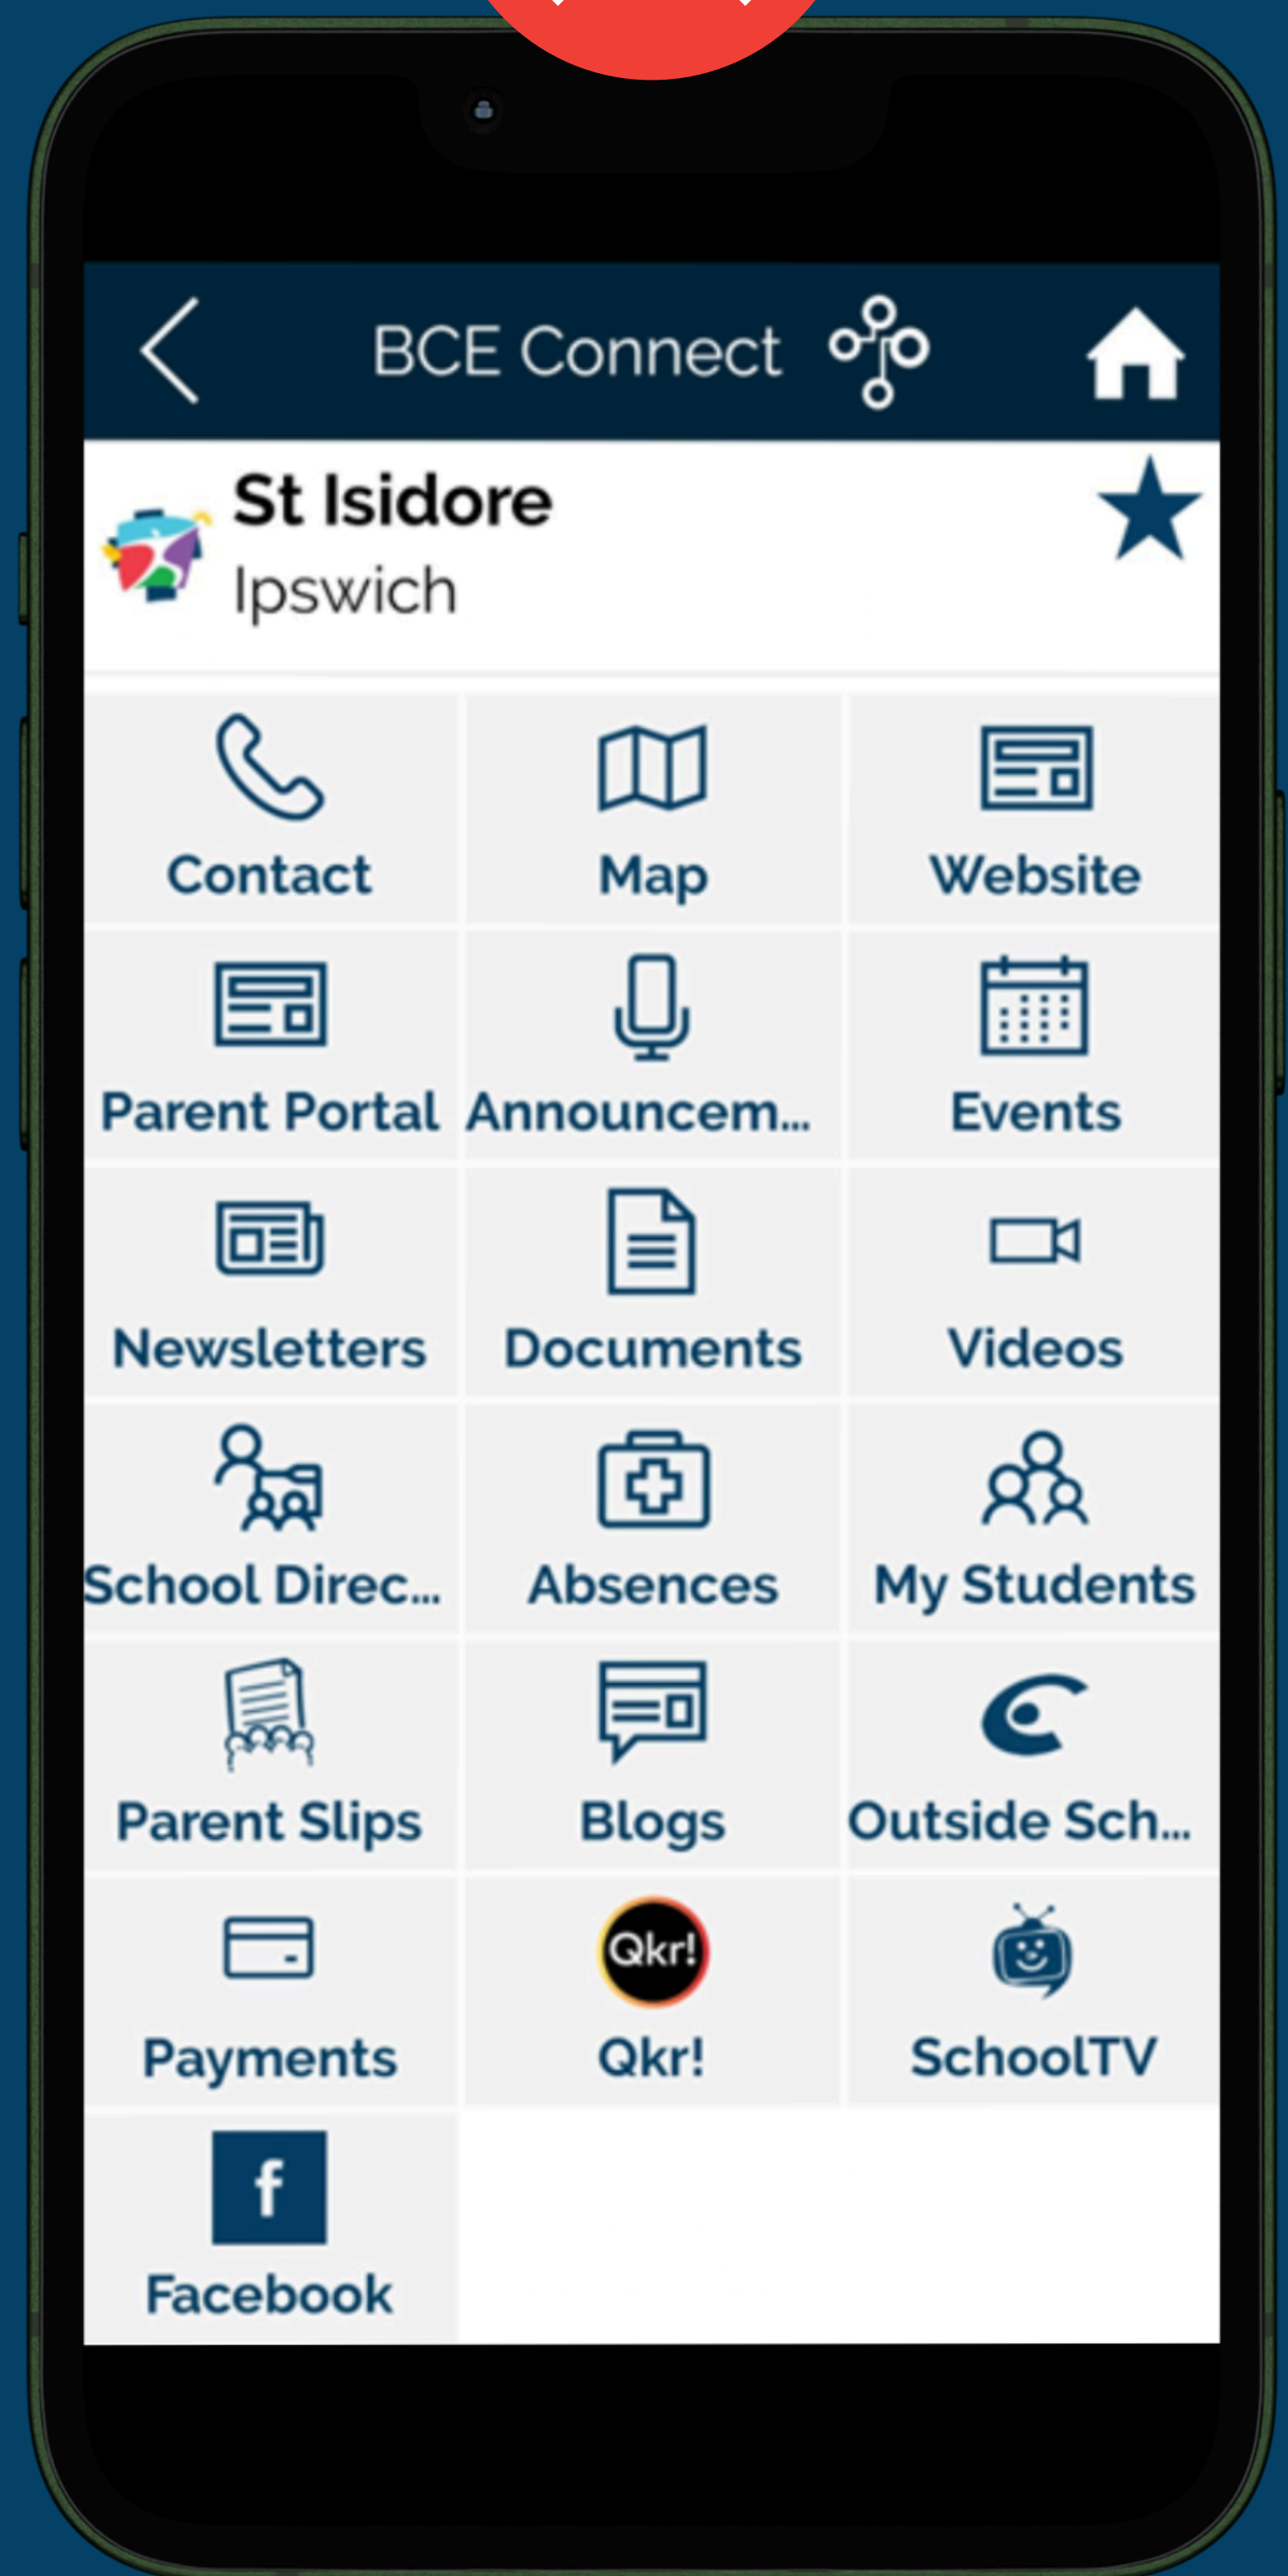 BCE Connect
St Isidore
Ipswich
Contact
Map
Website
Parent Portal
Announcem...
Events
Newsletters
Documents
Videos
School Direc...
Absences
My Students
Parent Slips
Blogs
Outside Sch...
Qkr!
Payments
Qkr!
SchoolTV
f
Facebook